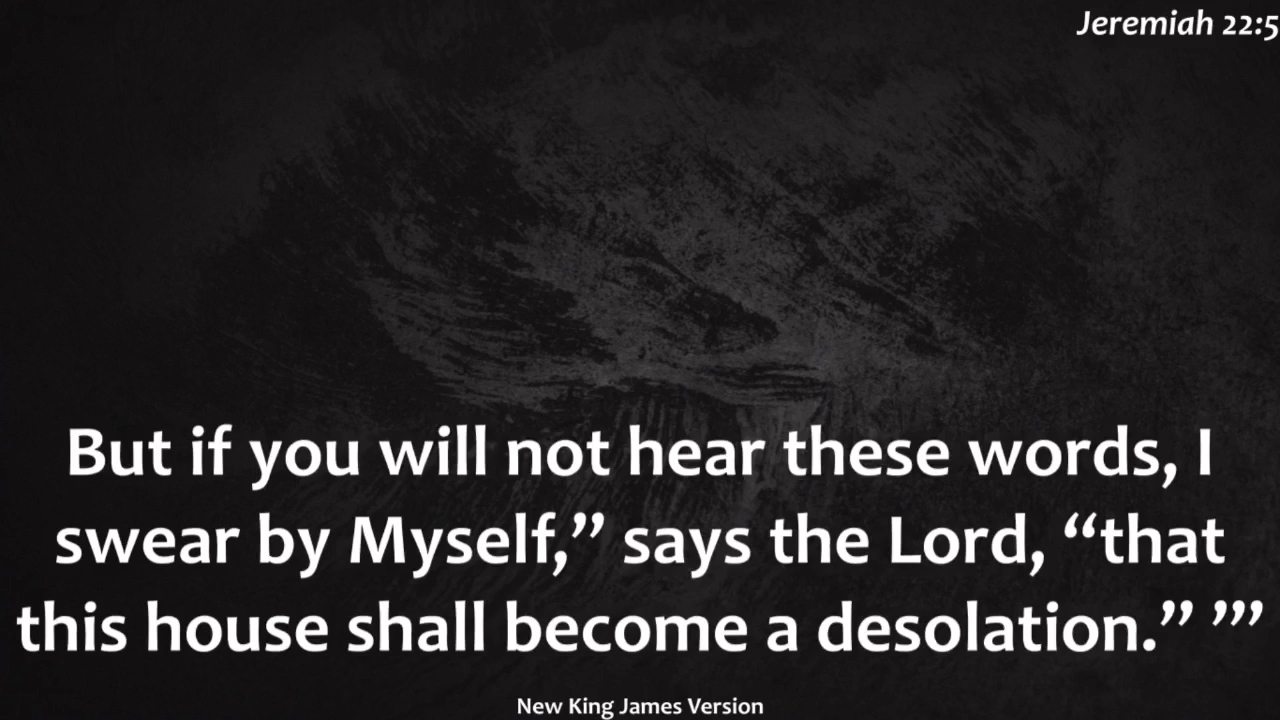 Jeremiah 22:5
But if you will not hear these words, I
swear by Myself,” says the Lord, “that
this house shall become a desolation.” ’”
New King James Version